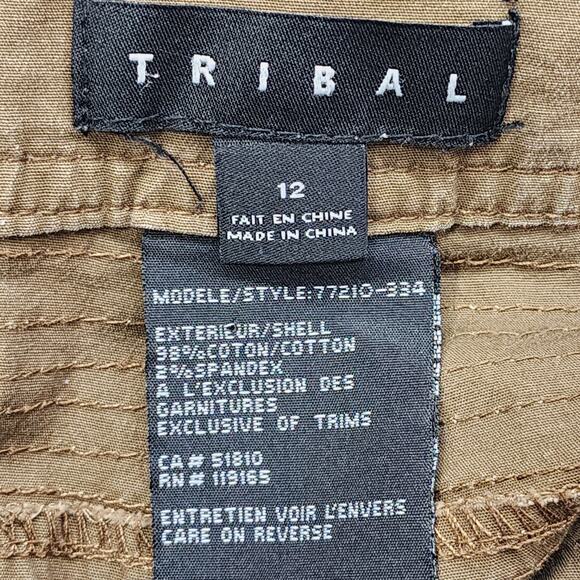 TRIBAL
12
FAIT EN CHINE
MADE IN CHINA
MODELE/STYLE:77210-334
EXTERIEUR/SHELL
98%COTON/COTTON
2%SPANDEX
A L'EXCLUSION DES
GARNITURES
EXCLUSIVE OF TRIMS
CA# 51810
RN# 119165
ENTRETIEN VOIR L'ENVERS
CARE ON REVERSE